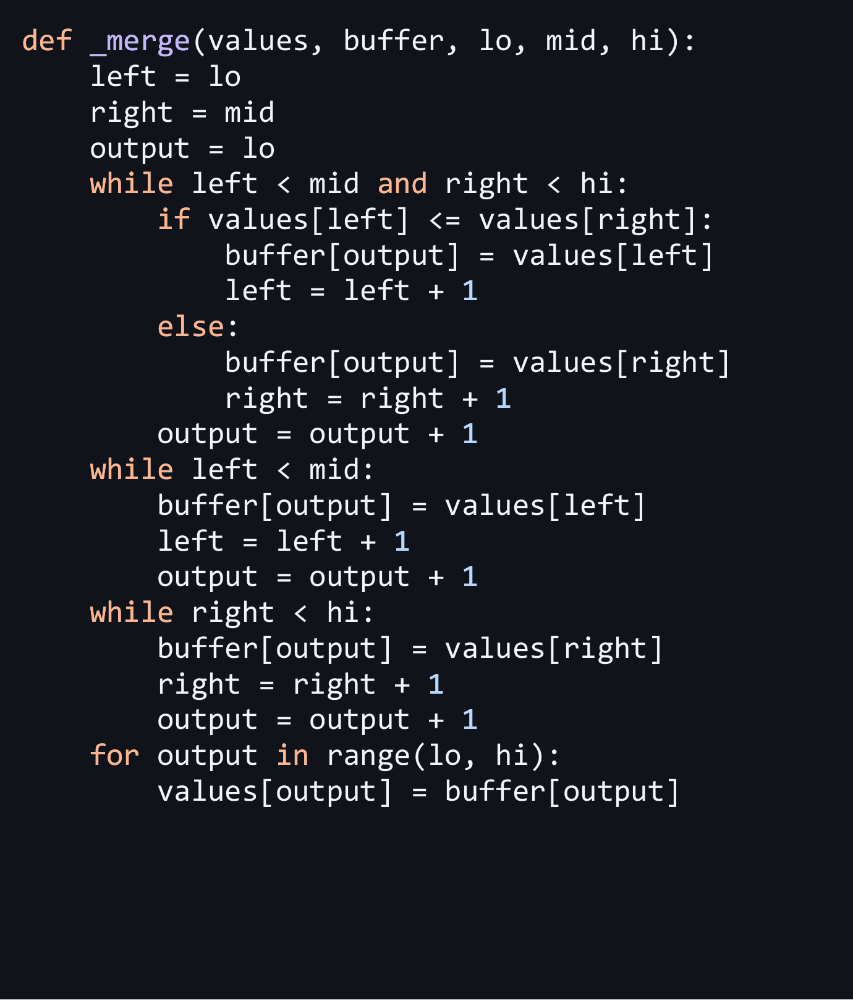 def _merge(values, buffer, lo, mid, hi):
    left = lo
    right = mid
    output = lo
    while left < mid and right < hi:
        if values[left] <= values[right]:
            buffer[output] = values[left]
            left = left + 1
        else:
            buffer[output] = values[right]
            right = right + 1
        output = output + 1
    while left < mid:
        buffer[output] = values[left]
        left = left + 1
        output = output + 1
    while right < hi:
        buffer[output] = values[right]
        right = right + 1
        output = output + 1
    for output in range(lo, hi):
        values[output] = buffer[output]